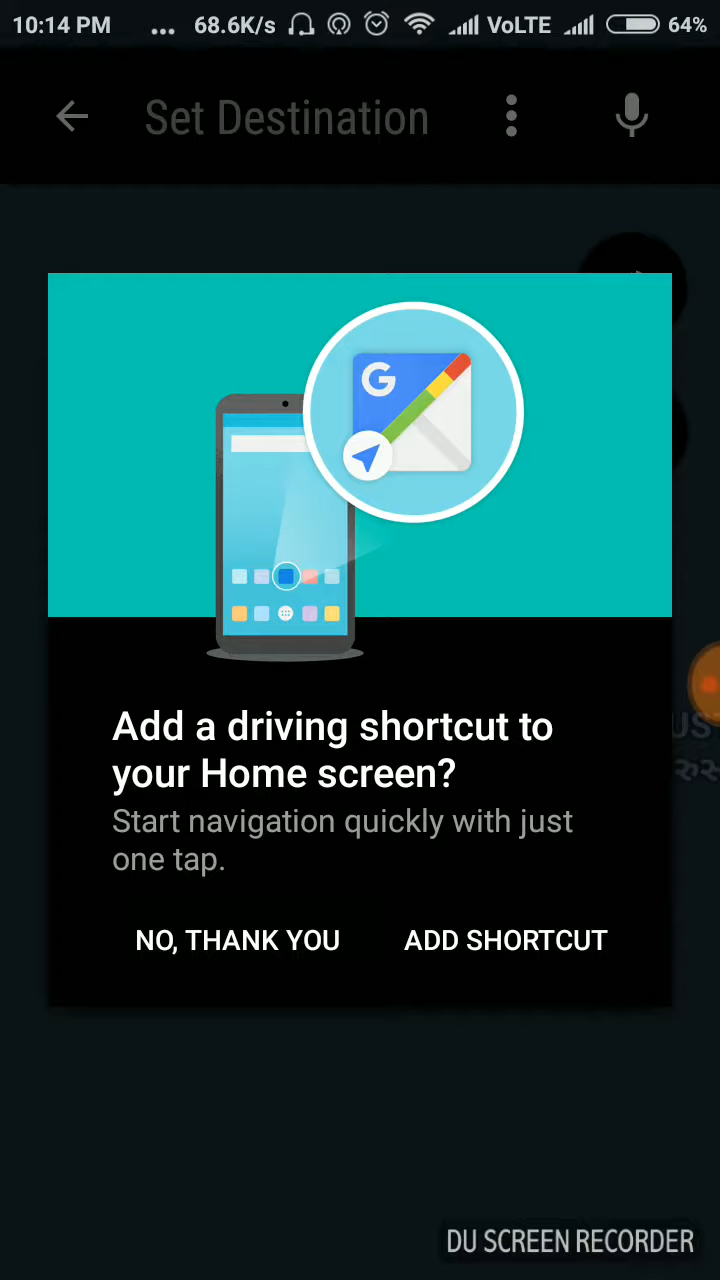 10:14 PM ... 68.6K/s VoLTE 64%
Set Destination
G
Add a driving shortcut to
your Home screen?
Start navigation quickly with just
one tap.
NO, THANK YOU ADD SHORTCUT
DU SCREEN RECORDER